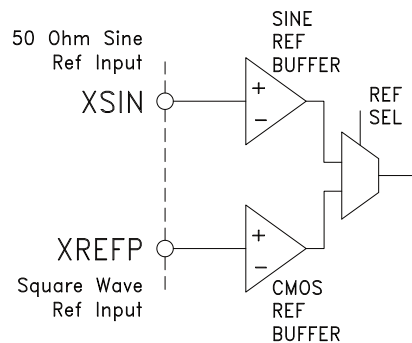 50 Ohm Sine
Ref Input
XSIN
SINE
REF
BUFFER
+
−
REF
SEL
XREFP
Square Wave
Ref Input
+
−
CMOS
REF
BUFFER